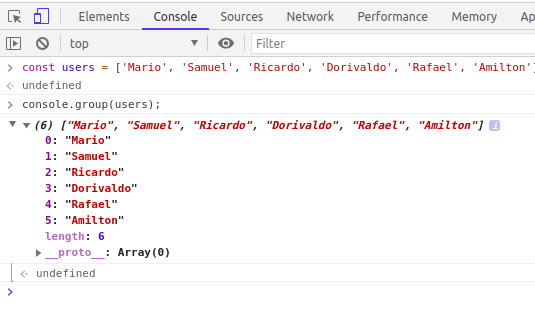 Elements Console Sources Network Performance Memory Ap
top Filter
const users = ['Mario', 'Samuel', 'Ricardo', 'Dorivaldo', 'Rafael', 'Amilton']
undefined
console.group(users);
(6) ["Mario", "Samuel", "Ricardo", "Dorivaldo", "Rafael", "Amilton"] i
0: "Mario"
1: "Samuel"
2: "Ricardo"
3: "Dorivaldo"
4: "Rafael"
5: "Amilton"
length: 6
__proto__: Array(0)
undefined